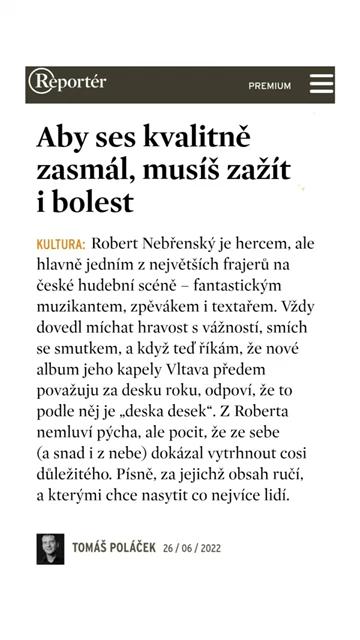 Reportér
PREMIUM
Aby ses kvalitně
zasmál, musíš zažít
i bolest
KULTURA: Robert Nebřenský je hercem, ale
hlavně jedním z největších frajerů na
české hudební scéně – fantastickým
muzikantem, zpěvákem i textařem. Vždy
dovedl míchat hravost s vážností, smích
se smutkem, a když teď říkám, že nové
album jeho kapely Vltava předem
považuju za desku roku, odpoví, že to
podle něj je „deska desek“. Z Roberta
nemluví pýcha, ale pocit, že ze sebe
(a snad i z nebe) dokázal vytrhnout cosi
důležitého. Písně, za jejichž obsah ručí,
a kterými chce nasytit co nejvíce lidí.
TOMÁŠ POLÁČEK 26 / 06 / 2022